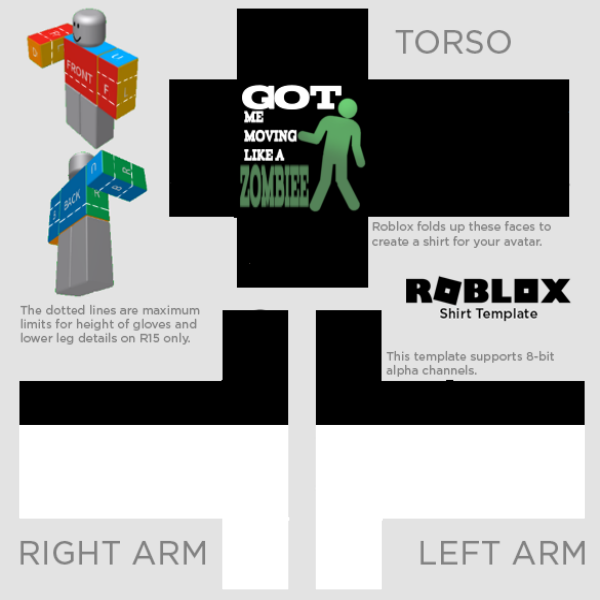 TORSO
GOT
ME
MOVING
LIKE A
ZOMBIEE
FRONT
F
L
BACK
B
Roblox folds up these faces to
create a shirt for your avatar.
ROBLOX
Shirt Template
The dotted lines are maximum
limits for height of gloves and
lower leg details on R15 only.
This template supports 8-bit
alpha channels.
RIGHT ARM
LEFT ARM